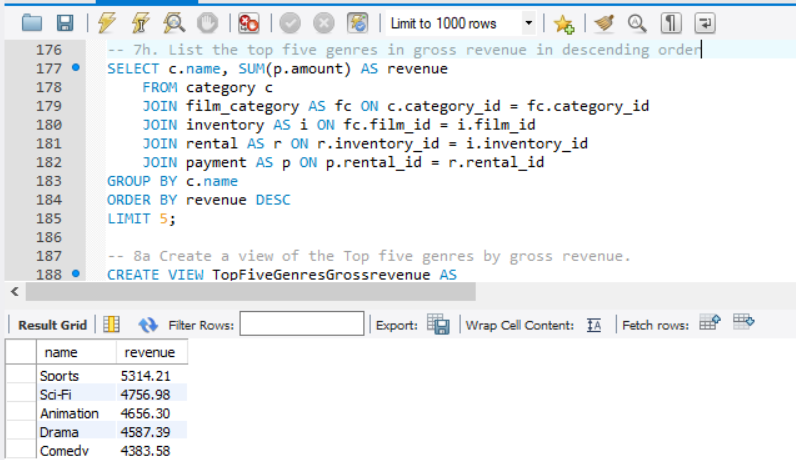 Limit to 1000 rows
176 -- 7h. List the top five genres in gross revenue in descending order
177 SELECT c.name, SUM(p.amount) AS revenue
178 FROM category c
179 JOIN film_category AS fc ON c.category_id = fc.category_id
180 JOIN inventory AS i ON fc.film_id = i.film_id
181 JOIN rental AS r ON r.inventory_id = i.inventory_id
182 JOIN payment AS p ON p.rental_id = r.rental_id
183 GROUP BY c.name
184 ORDER BY revenue DESC
185 LIMIT 5;
186
187 -- 8a Create a view of the Top five genres by gross revenue.
188 CREATE VIEW TopFiveGenresGrossrevenue AS
Result Grid Filter Rows: Export: Wrap Cell Content: IA Fetch rows:
name revenue
Sports 5314.21
Sci-Fi 4756.98
Animation 4656.30
Drama 4587.39
Comedy 4383.58